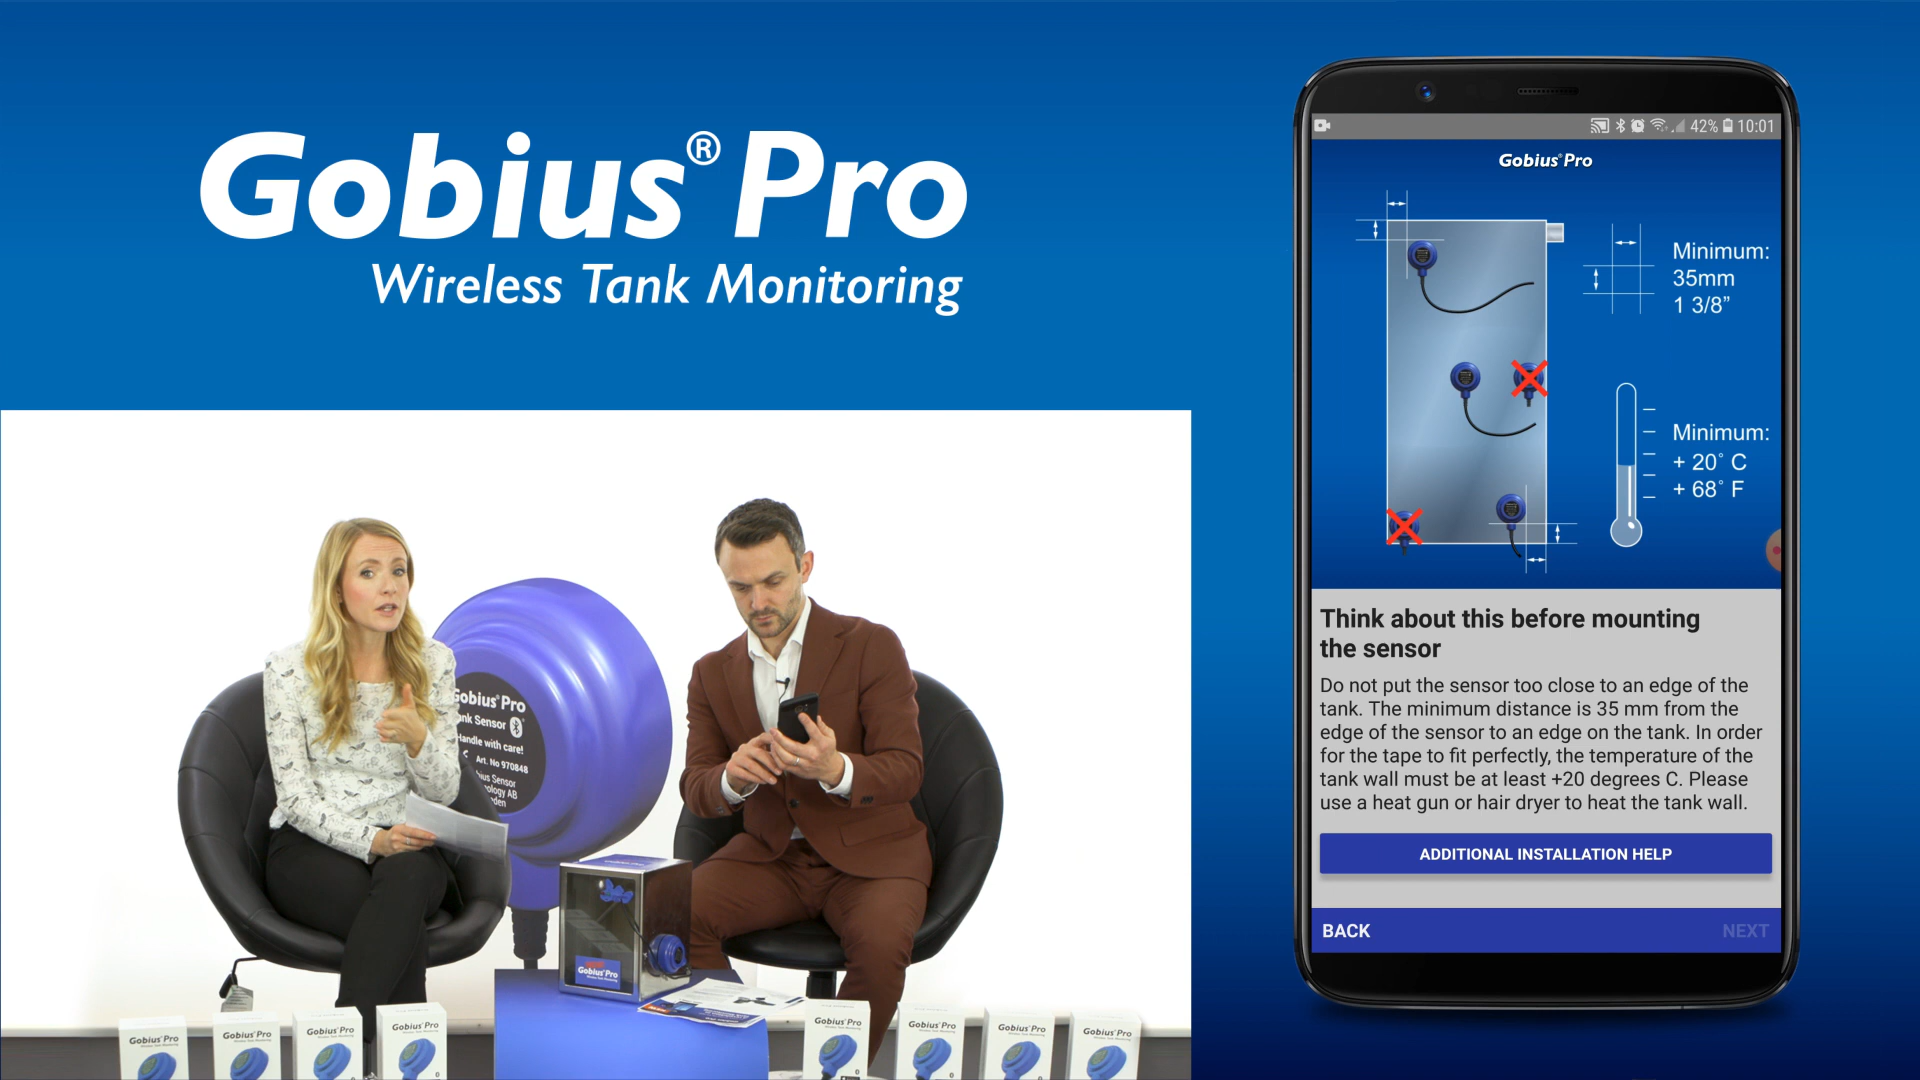 Gobius® Pro
Wireless Tank Monitoring
42% 10:01
Gobius® Pro
Minimum:
35mm
1 3/8”
Minimum:
+ 20° C
+ 68° F
Think about this before mounting
the sensor
Do not put the sensor too close to an edge of the
tank. The minimum distance is 35 mm from the
edge of the sensor to an edge on the tank. In order
for the tape to fit perfectly, the temperature of the
tank wall must be at least +20 degrees C. Please
use a heat gun or hair dryer to heat the tank wall.
ADDITIONAL INSTALLATION HELP
BACK
NEXT
Gobius® Pro
Sensor
Handle with care!
Art. No 970848
Sensor
AB
Gobius® Pro
Gobius® Pro
Gobius® Pro
Gobius® Pro
Gobius® Pro
Gobius® Pro
Gobius® Pro
Gobius® Pro
Gobius® Pro